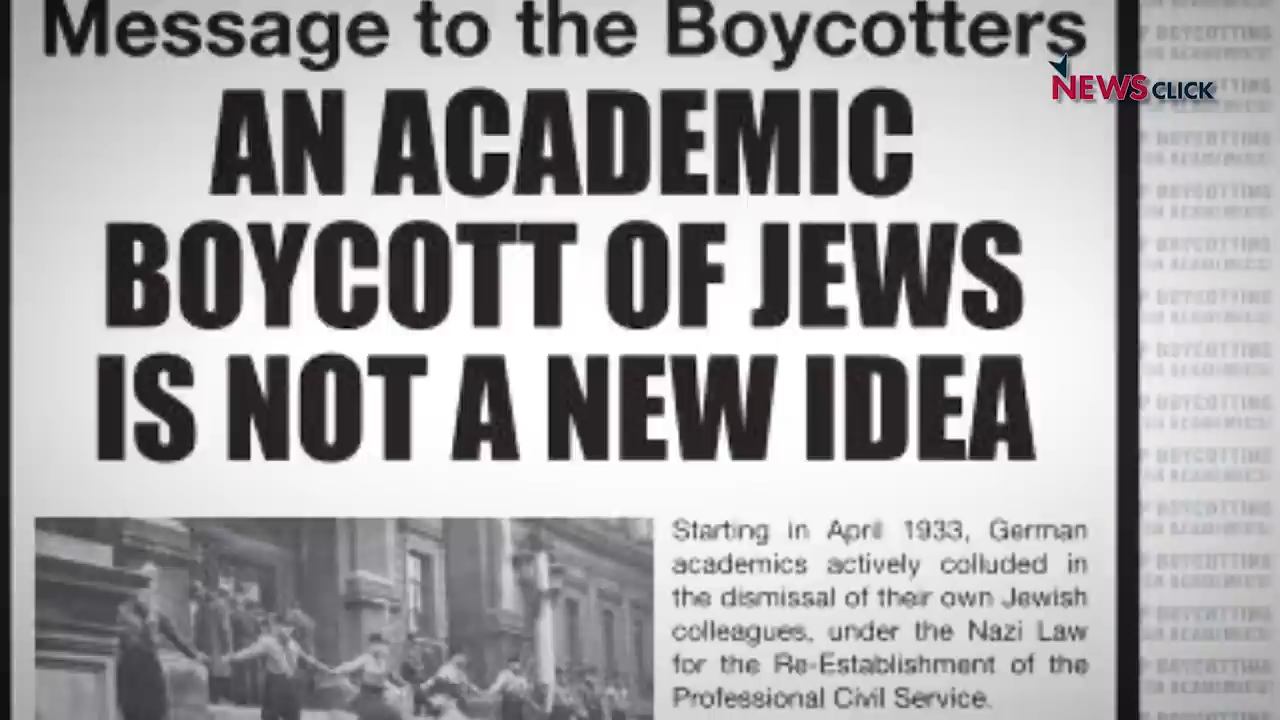 Message to the Boycotters
NEWSCLICK
AN ACADEMIC
BOYCOTT OF JEWS
IS NOT A NEW IDEA
Starting in April 1933, German
academics actively colluded in
the dismissal of their own Jewish
colleagues, under the Nazi Law
for the Re-Establishment of the
Professional Civil Service.